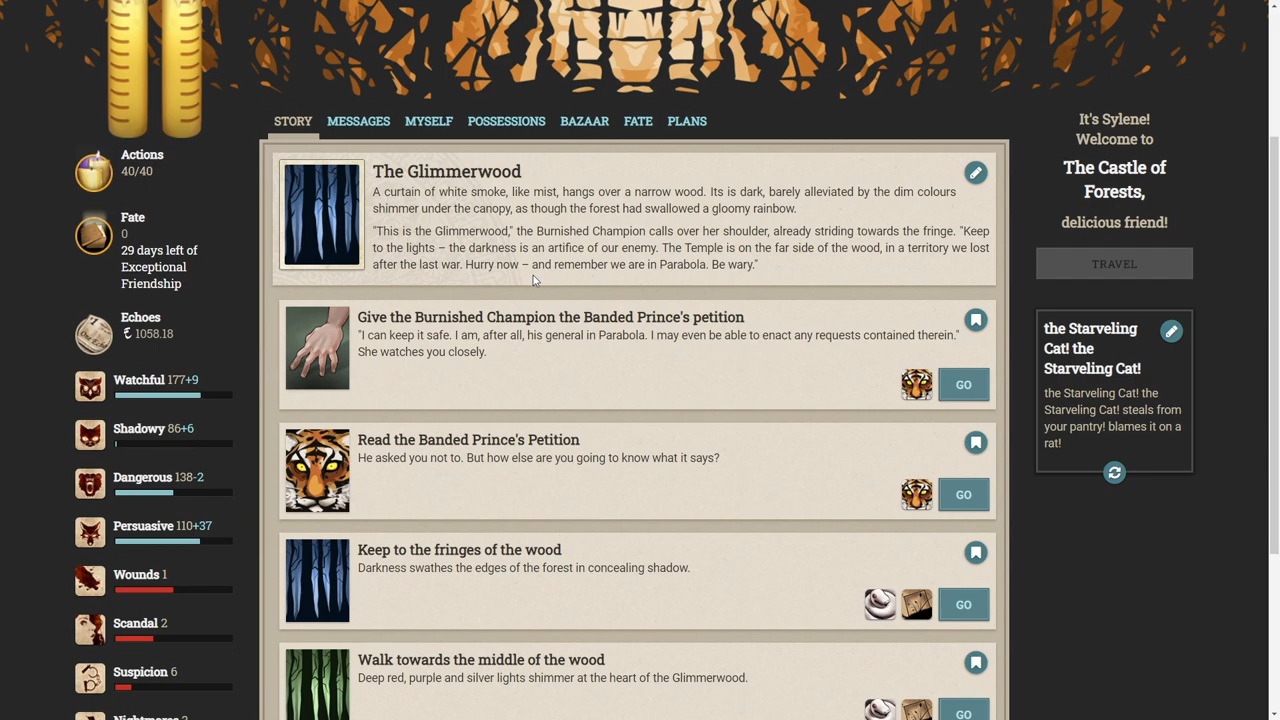 STORY MESSAGES MYSELF POSSESSIONS BAZAAR FATE PLANS
Actions
40/40
Fate
0
29 days left of
Exceptional
Friendship
Echoes
1058.18
Watchful 177+9
Shadowy 86+6
Dangerous 138-2
Persuasive 110+37
Wounds 1
Scandal 2
Suspicion 6
The Glimmerwood
A curtain of white smoke, like mist, hangs over a narrow wood. Its is dark, barely alleviated by the dim colours
shimmer under the canopy, as though the forest had swallowed a gloomy rainbow.
"This is the Glimmerwood," the Burnished Champion calls over her shoulder, already striding towards the fringe. "Keep
to the lights – the darkness is an artifice of our enemy. The Temple is on the far side of the wood, in a territory we lost
after the last war. Hurry now – and remember we are in Parabola. Be wary."
Give the Burnished Champion the Banded Prince's petition
"I can keep it safe. I am, after all, his general in Parabola. I may even be able to enact any requests contained therein."
She watches you closely.
GO
Read the Banded Prince's Petition
He asked you not to. But how else are you going to know what it says?
GO
Keep to the fringes of the wood
Darkness swathes the edges of the forest in concealing shadow.
GO
Walk towards the middle of the wood
Deep red, purple and silver lights shimmer at the heart of the Glimmerwood.
GO
It's Sylene!
Welcome to
The Castle of
Forests,
delicious friend!
TRAVEL
the Starveling
Cat! the
Starveling Cat!
the Starveling Cat! the
Starveling Cat! steals from
your pantry! blames it on a
rat!